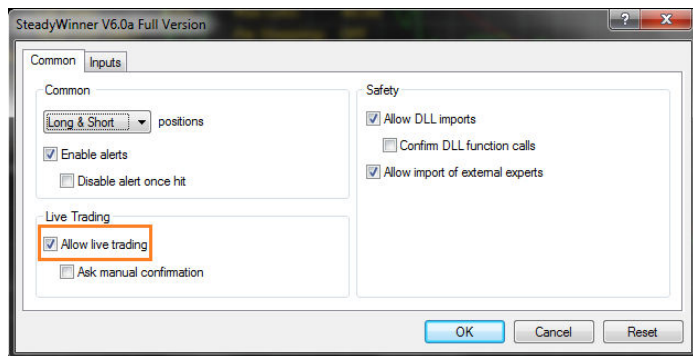 SteadyWinner V6.0a Full Version
?
X
Common
Inputs
Common
Long & Short
positions
Enable alerts
Disable alert once hit
Live Trading
Allow live trading
Ask manual confirmation
Safety
Allow DLL imports
Confirm DLL function calls
Allow import of external experts
OK
Cancel
Reset